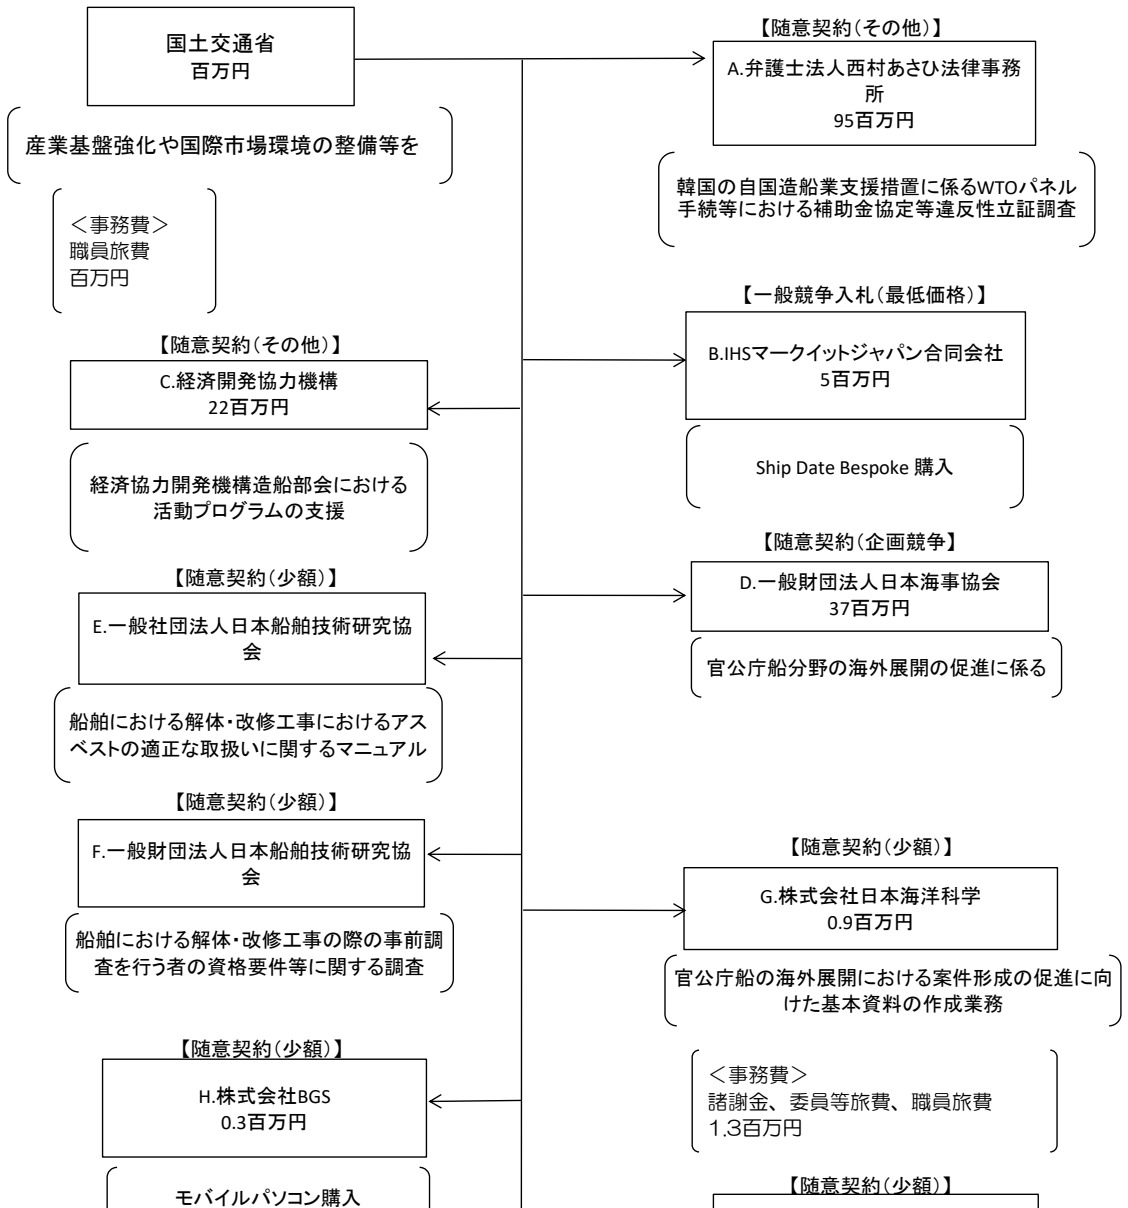 国土交通省
百万円
産業基盤強化や国際市場環境の整備等を
＜事務費＞
職員旅費
百万円
【随意契約(その他)】
A.弁護士法人西村あさひ法律事務
所
95百万円
韓国の自国造船業支援措置に係るWTOパネル
手続等における補助金協定等違反性立証調査
【一般競争入札(最低価格)】
B.IHSマークイットジャパン合同会社
5百万円
Ship Date Bespoke 購入
【随意契約(その他)】
C.経済開発協力機構
22百万円
経済協力開発機構造船部会における
活動プログラムの支援
【随意契約(企画競争】
D.一般財団法人日本海事協会
37百万円
官公庁船分野の海外展開の促進に係る
【随意契約(少額)】
E.一般社団法人日本船舶技術研究協
会
船舶における解体・改修工事におけるアス
ベストの適正な取扱いに関するマニュアル
【随意契約(少額)】
F.一般財団法人日本船舶技術研究協
会
船舶における解体・改修工事の際の事前調
査を行う者の資格要件等に関する調査
【随意契約(少額)】
G.株式会社日本海洋科学
0.9百万円
官公庁船の海外展開における案件形成の促進に向
けた基本資料の作成業務
＜事務費＞
諸謝金、委員等旅費、職員旅費
1.3百万円
【随意契約(少額)】
H.株式会社BGS
0.3百万円
モバイルパソコン購入
【随意契約(少額)】